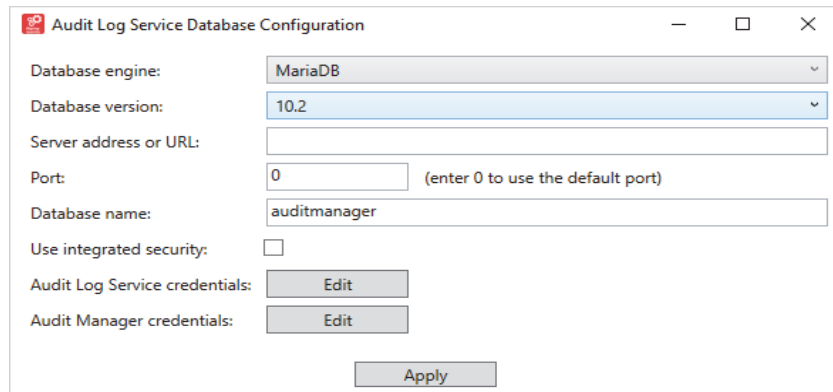 Audit Log Service Database Configuration
Database engine: MariaDB
Database version: 10.2
Server address or URL:
Port: 0 (enter 0 to use the default port)
Database name: auditmanager
Use integrated security:
Audit Log Service credentials: Edit
Audit Manager credentials: Edit
Apply